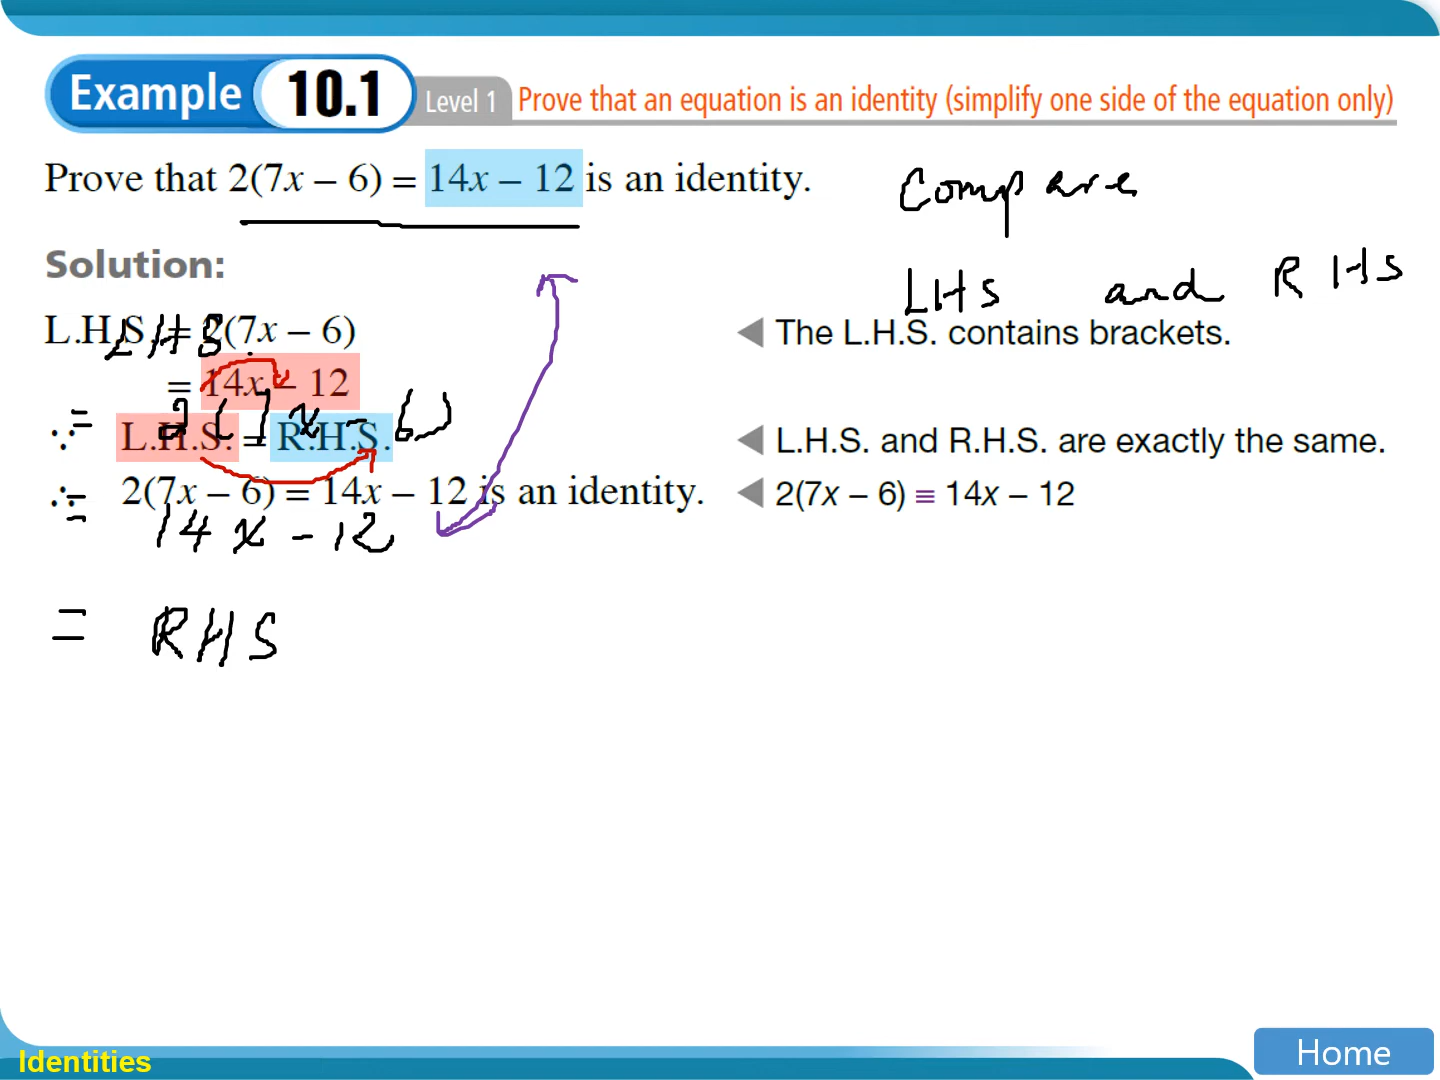 Example 10.1 Level 1 Prove that an equation is an identity (simplify one side of the equation only)
Prove that 2(7x – 6) = 14x – 12 is an identity.
Compare
Solution:
LHS and RHS
L.H.S. = 2(7x – 6)
◀ The L.H.S. contains brackets.
LHS
= 14x – 12
= 2(7x – 6)
∵ L.H.S. = R.H.S.
◀ L.H.S. and R.H.S. are exactly the same.
∴ 2(7x – 6) = 14x – 12 is an identity.
◀ 2(7x – 6) ≡ 14x – 12
= 14x – 12
= RHS
Identities
Home